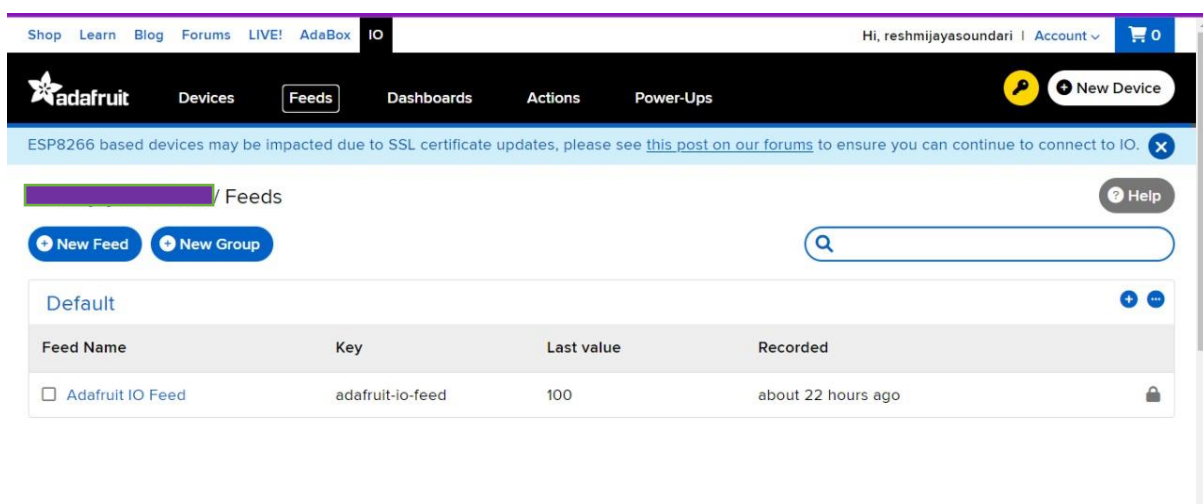 Shop Learn Blog Forums LIVE! AdaBox IO Hi, reshmijayasoundari | Account 0
adafruit Devices Feeds Dashboards Actions Power-Ups New Device
ESP8266 based devices may be impacted due to SSL certificate updates, please see this post on our forums to ensure you can continue to connect to IO.
/ Feeds Help
New Feed New Group
Default
Feed Name Key Last value Recorded
Adafruit IO Feed adafruit-io-feed 100 about 22 hours ago